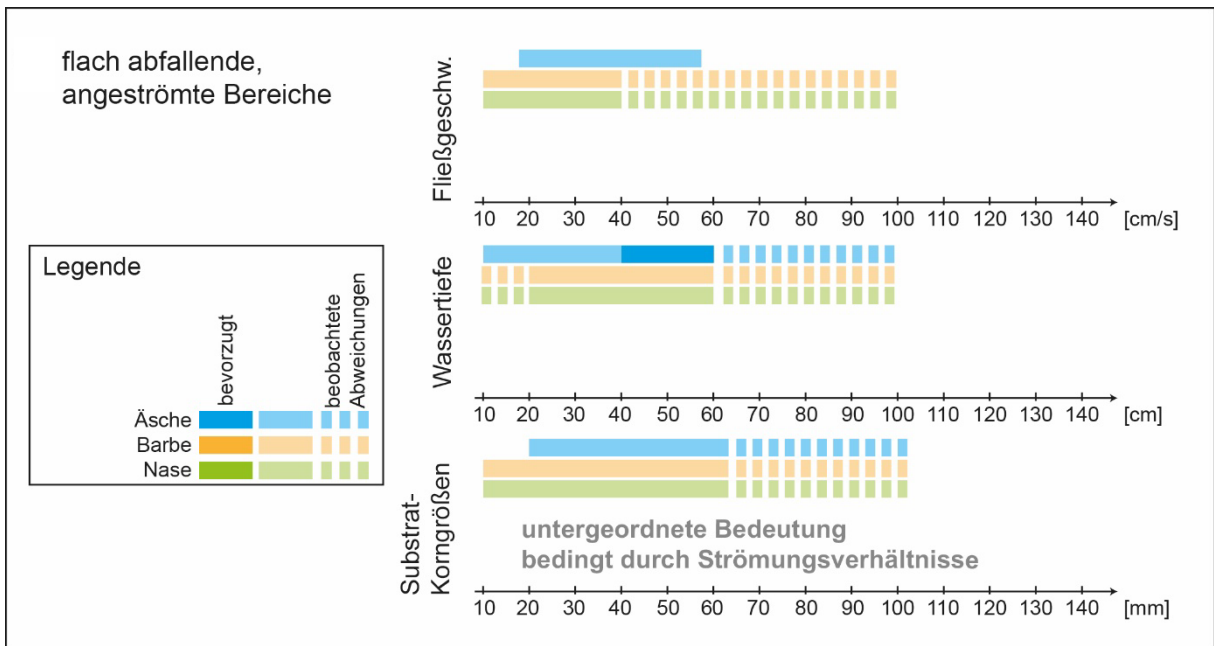 flach abfallende,
angeströmte Bereiche
Fließgeschw.
10 20 30 40 50 60 70 80 90 100 110 120 130 140 [cm/s]
Wassertiefe
10 20 30 40 50 60 70 80 90 100 110 120 130 140 [cm]
Substrat-
Korngrößen
untergeordnete Bedeutung
bedingt durch Strömungsverhältnisse
10 20 30 40 50 60 70 80 90 100 110 120 130 140 [mm]
Legende
bevorzugt
beobachtete
Abweichungen
Äsche
Barbe
Nase